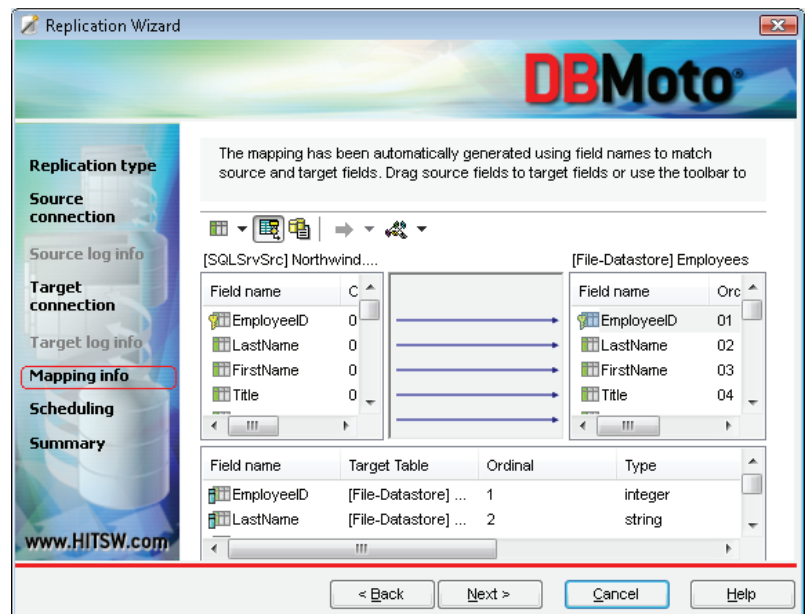 Replication Wizard
DBMoto®
Replication type
Source
connection
Source log info
Target
connection
Target log info
Mapping info
Scheduling
Summary
www.HITSW.com
The mapping has been automatically generated using field names to match
source and target fields. Drag source fields to target fields or use the toolbar to
[SQLSrvSrc] Northwind....
[File-Datastore] Employees
Field name C
EmployeeID 0
LastName 0
FirstName 0
Title 0
Field name Orc
EmployeeID 01
LastName 02
FirstName 03
Title 04
Field name Target Table Ordinal Type
EmployeeID [File-Datastore] ... 1 integer
LastName [File-Datastore] ... 2 string
< Back Next > Cancel Help